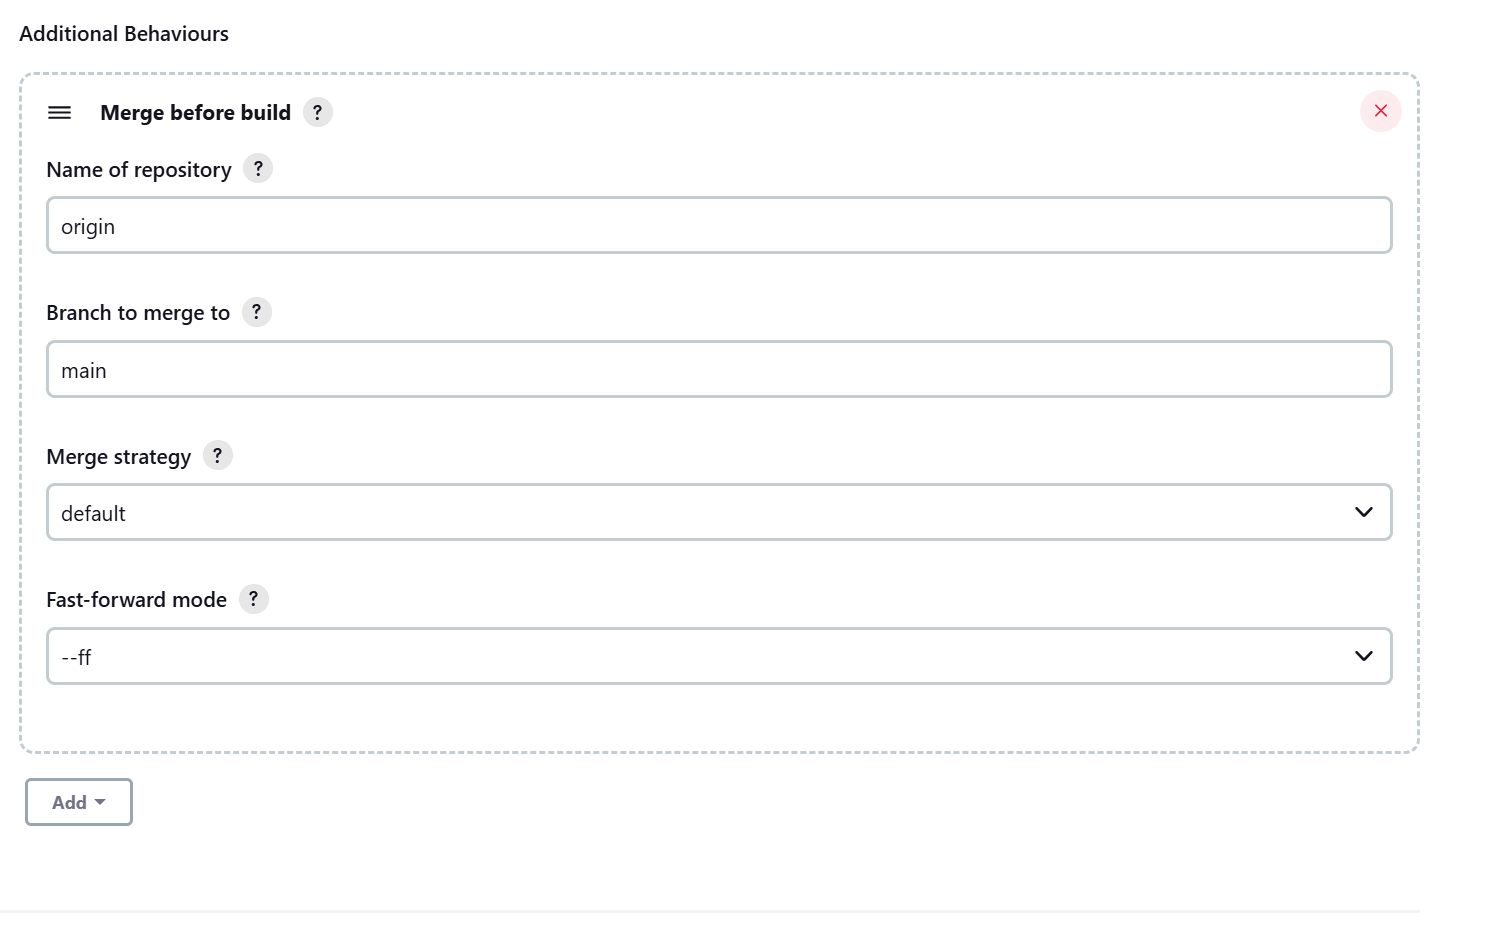 Additional Behaviours
Merge before build ?
Name of repository ?
origin
Branch to merge to ?
main
Merge strategy ?
default
Fast-forward mode ?
--ff
Add